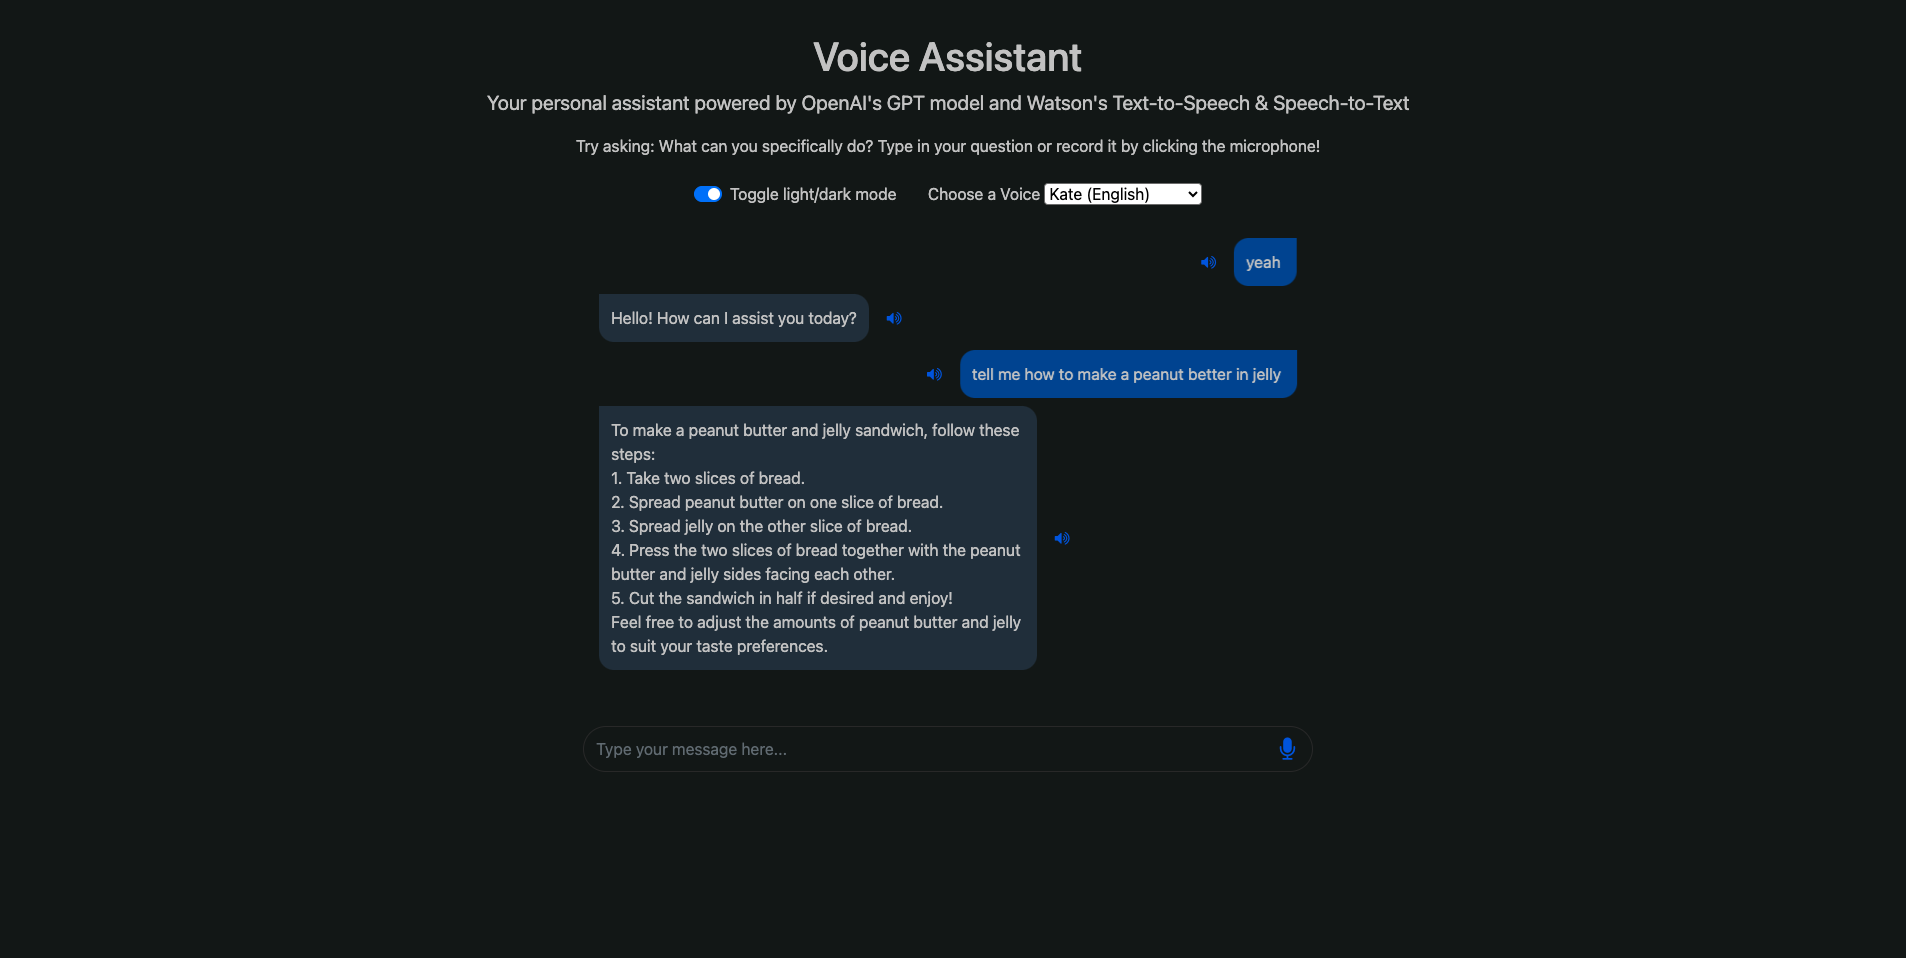 Voice Assistant
Your personal assistant powered by OpenAI's GPT model and Watson's Text-to-Speech & Speech-to-Text
Try asking: What can you specifically do? Type in your question or record it by clicking the microphone!
Toggle light/dark mode Choose a Voice Kate (English)
yeah
Hello! How can I assist you today?
tell me how to make a peanut better in jelly
To make a peanut butter and jelly sandwich, follow these
steps:
1. Take two slices of bread.
2. Spread peanut butter on one slice of bread.
3. Spread jelly on the other slice of bread.
4. Press the two slices of bread together with the peanut
butter and jelly sides facing each other.
5. Cut the sandwich in half if desired and enjoy!
Feel free to adjust the amounts of peanut butter and jelly
to suit your taste preferences.
Type your message here...